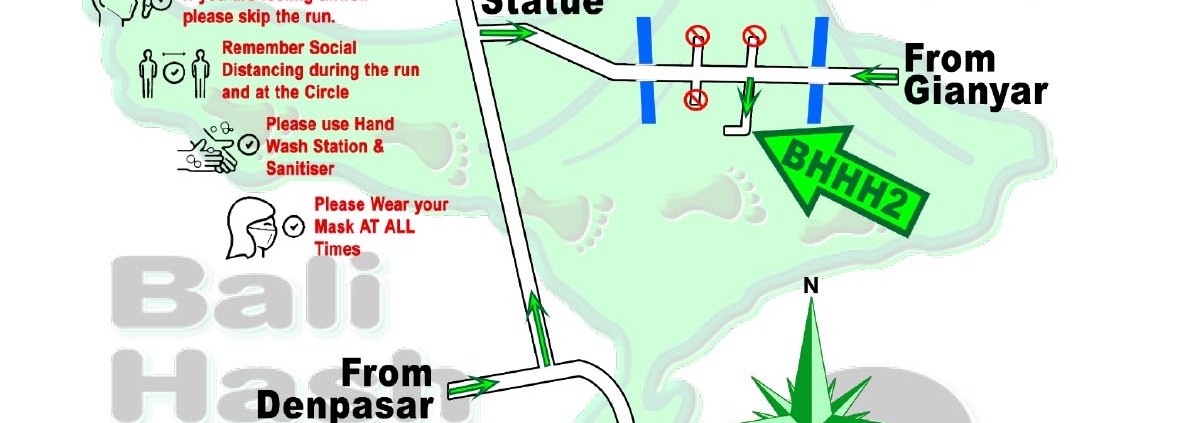 please skip the run.
Statue
Remember Social
Distancing during the run
and at the Circle
From
Gianyar
Please use Hand
Wash Station &
Sanitiser
BHHH2
Please Wear your
Mask AT ALL
Times
Bali
Hash
N
From
Denpasar